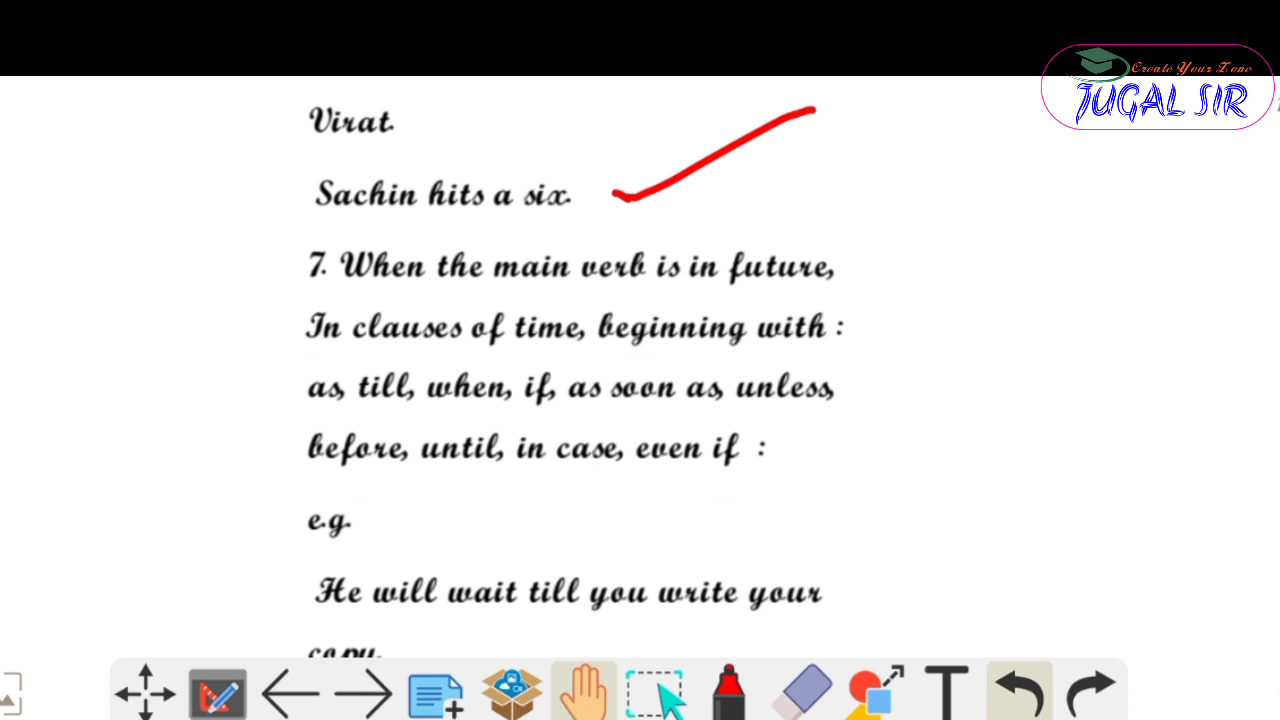 Create Your Zone
JUGAL SIR
Virat.
Sachin hits a six.
7. When the main verb is in future,
In clauses of time, beginning with :
as, till, when, if, as soon as, unless,
before, until, in case, even if :
e.g.
He will wait till you write your
copy.